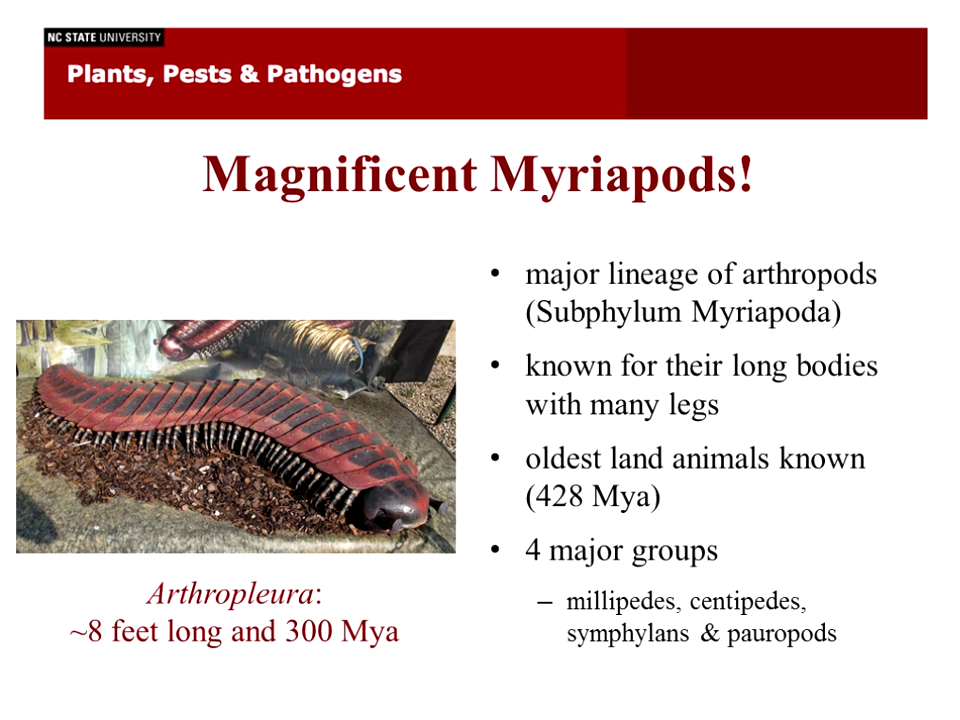 NC STATE UNIVERSITY
Plants, Pests & Pathogens
Magnificent Myriapods!
• major lineage of arthropods
(Subphylum Myriapoda)
• known for their long bodies
with many legs
• oldest land animals known
(428 Mya)
• 4 major groups
– millipedes, centipedes,
symphylans & pauropods
Arthropleura:
~8 feet long and 300 Mya